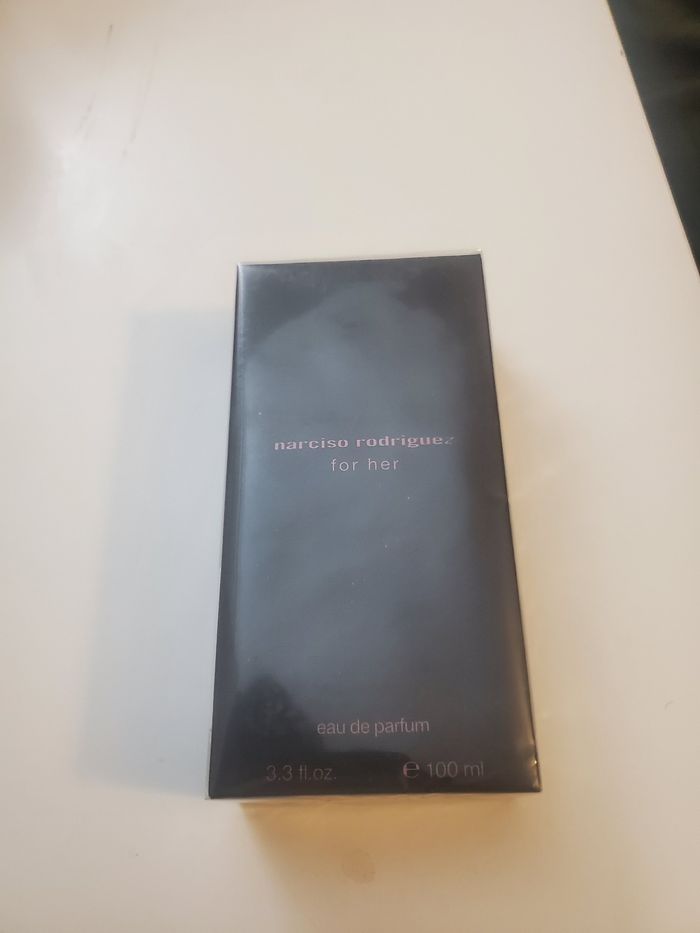 narciso rodriguez
for her
eau de parfum
3.3 fl.oz. ℮ 100 ml